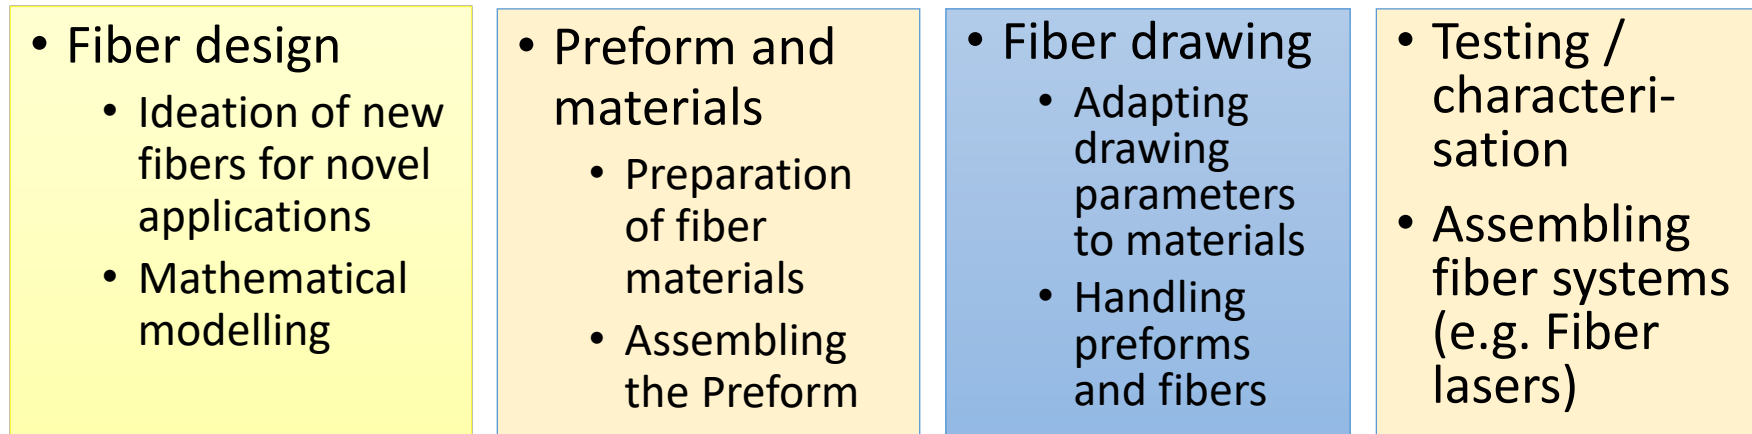 • Fiber design
• Ideation of new
fibers for novel
applications
• Mathematical
modelling
• Preform and
materials
• Preparation
of fiber
materials
• Assembling
the Preform
• Fiber drawing
• Adapting
drawing
parameters
to materials
• Handling
preforms
and fibers
• Testing /
characteri-
sation
• Assembling
fiber systems
(e.g. Fiber
lasers)